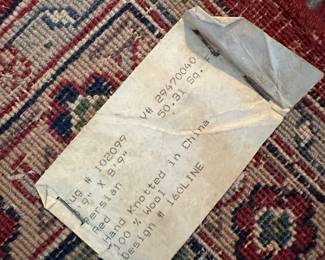 ug # 102099 V# 29470040
'9" X 8'9" 50.31 Sq.
Persian
Red
Hand Knotted in China
100 % Wool
Design # 160LINE